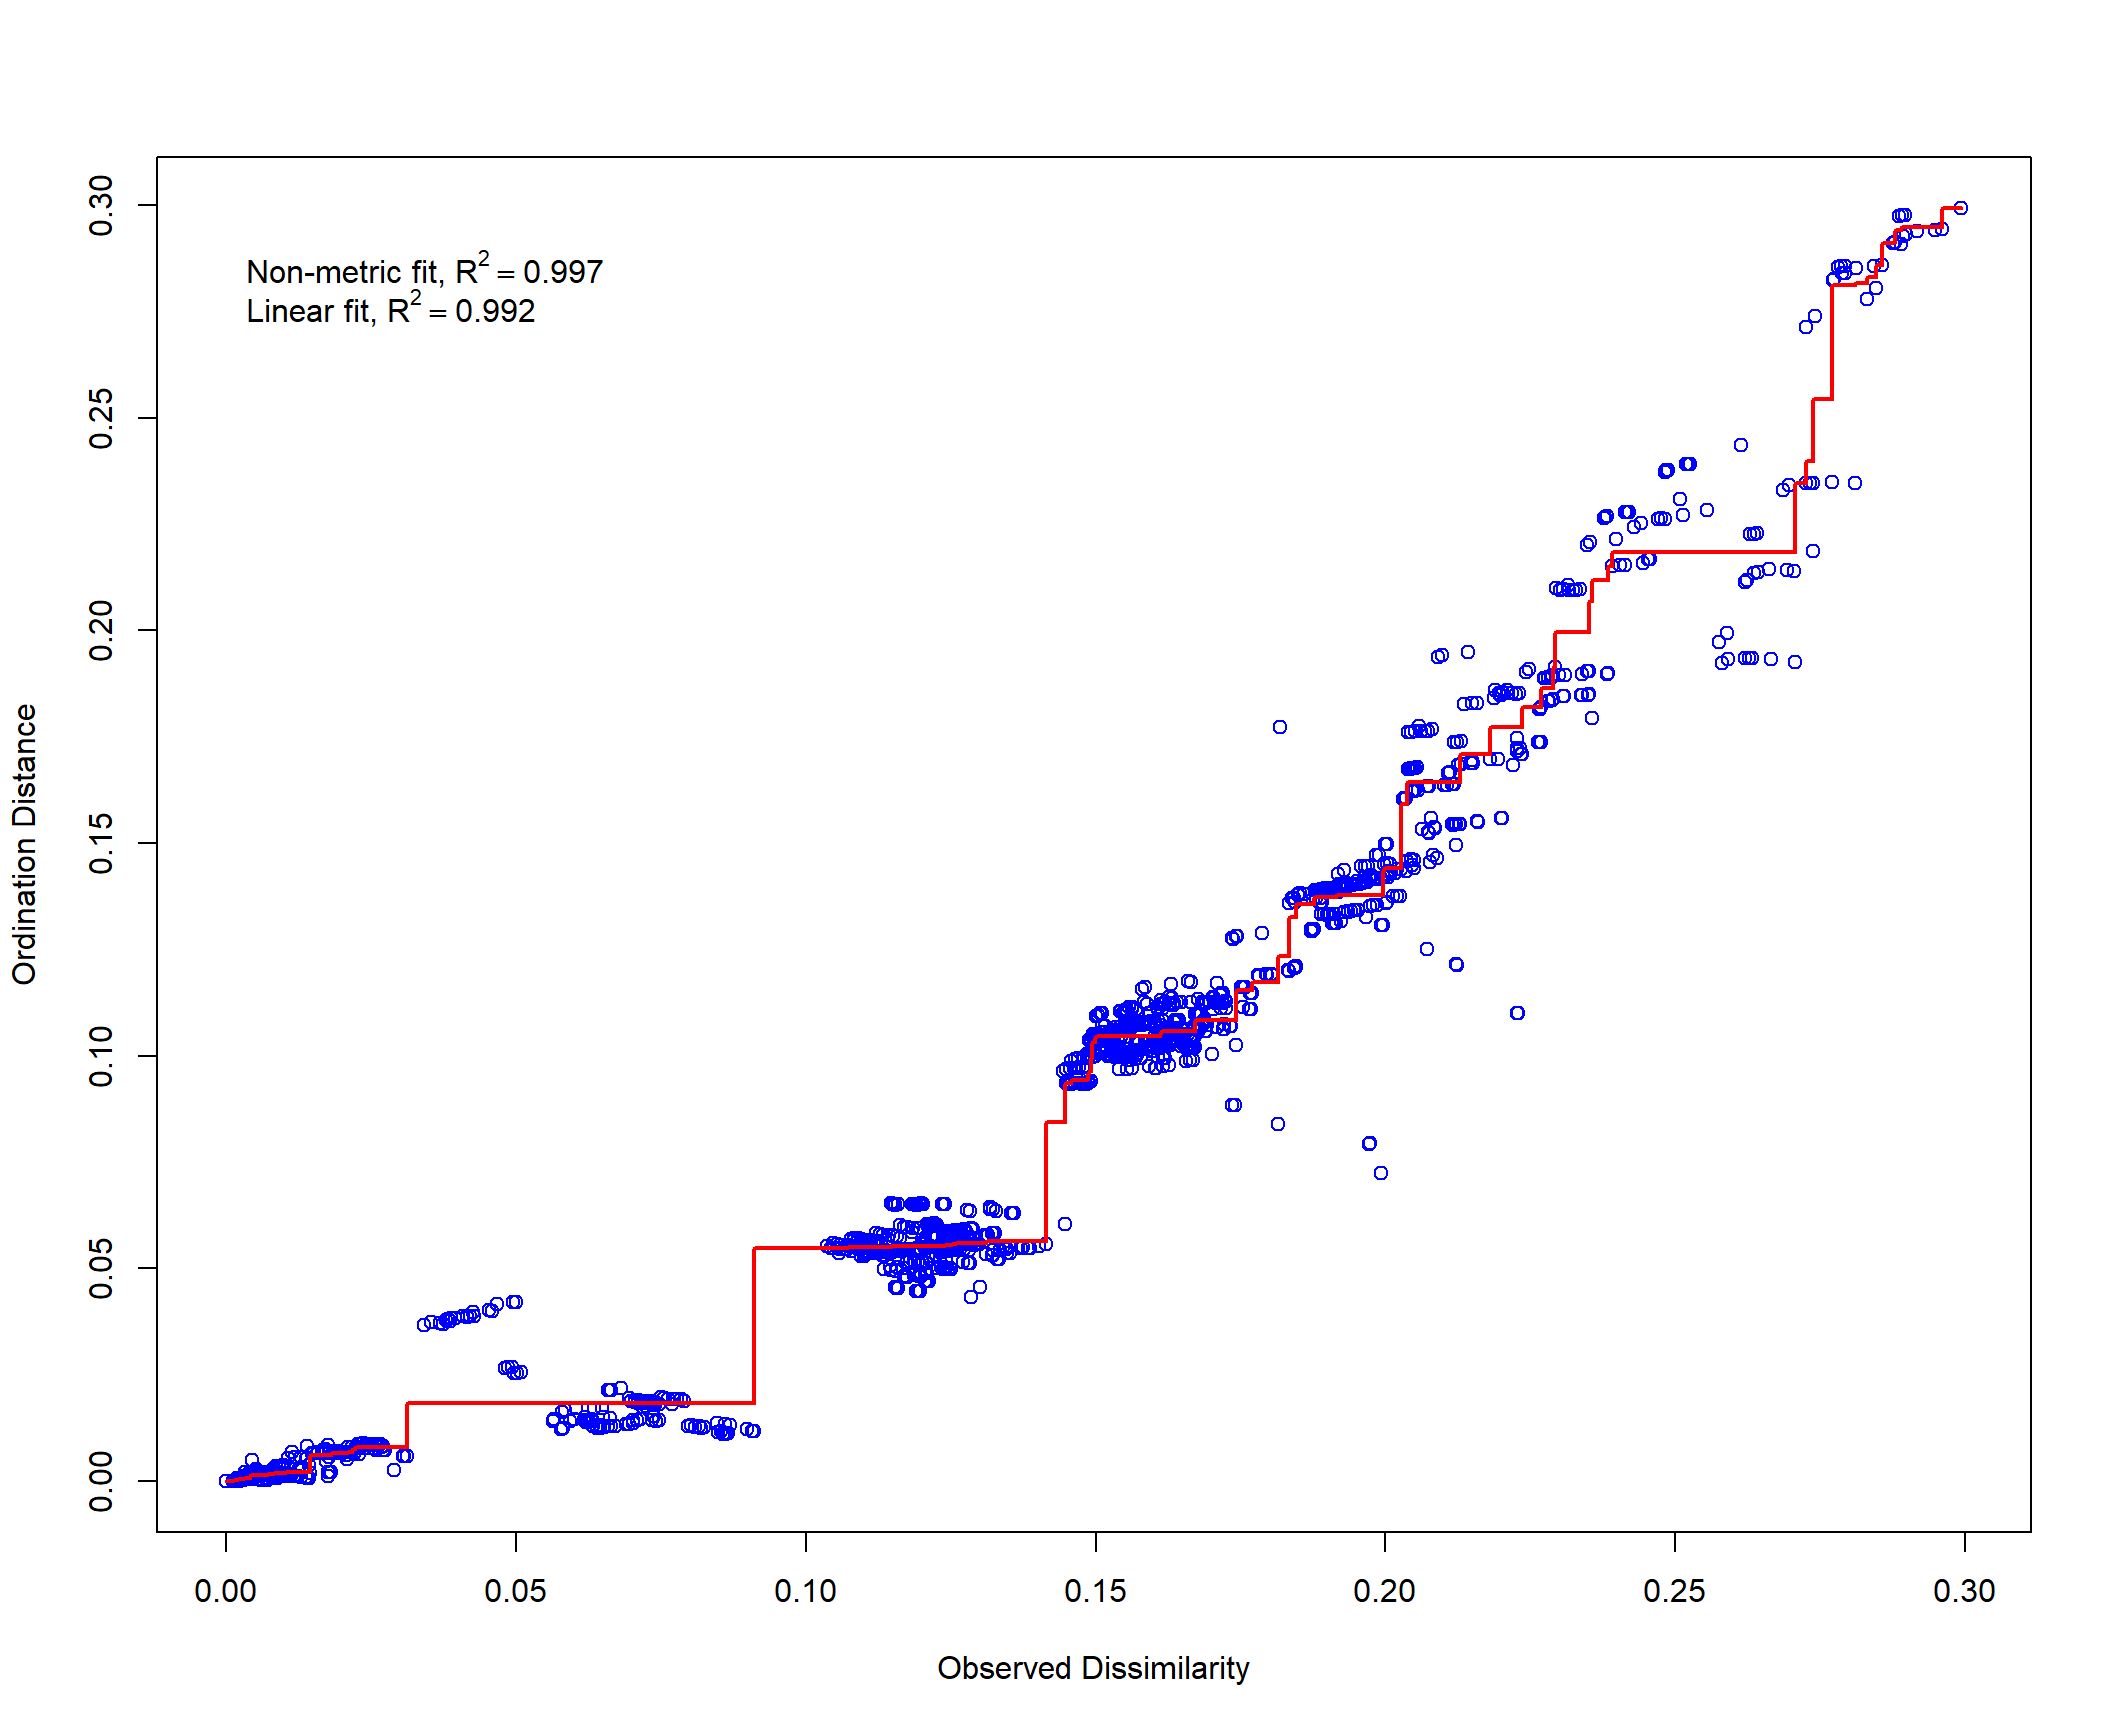 Non-metric fit, R² = 0.997
Linear fit, R² = 0.992
Ordination Distance
0.30
0.25
0.20
0.15
0.10
0.05
0.00
0.00 0.05 0.10 0.15 0.20 0.25 0.30
Observed Dissimilarity